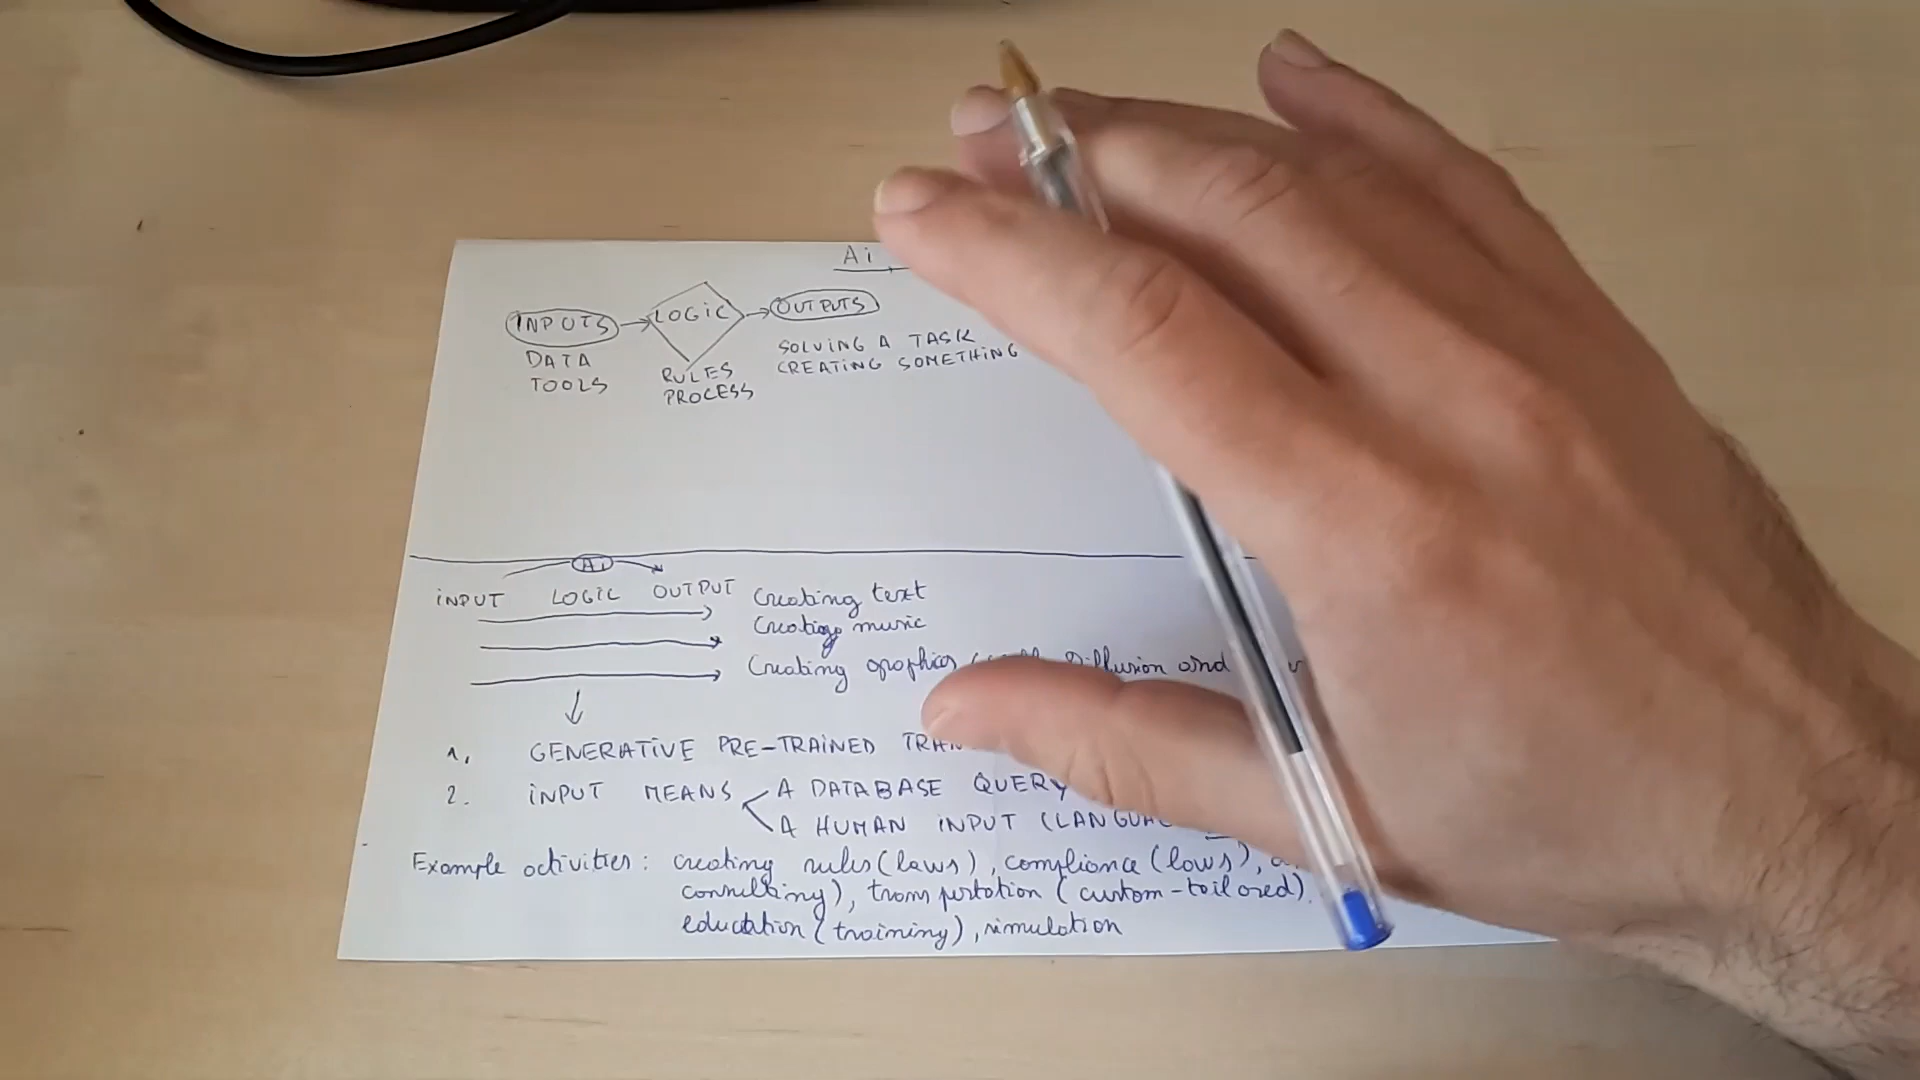 Ai
INPUTS LOGIC OUTPUTS
DATA
TOOLS
RULES
PROCESS
SOLVING A TASK
CREATING SOMETHING
Ai
INPUT LOGIC OUTPUT
Creating text
Creating music
Creating graphics and
1. GENERATIVE PRE-TRAINED
2. INPUT MEANS A DATABASE QUERY
A HUMAN INPUT
Example activities: creating rules (laws), compliance (laws),
consulting), transportation (custom-tailored),
education (training), simulation